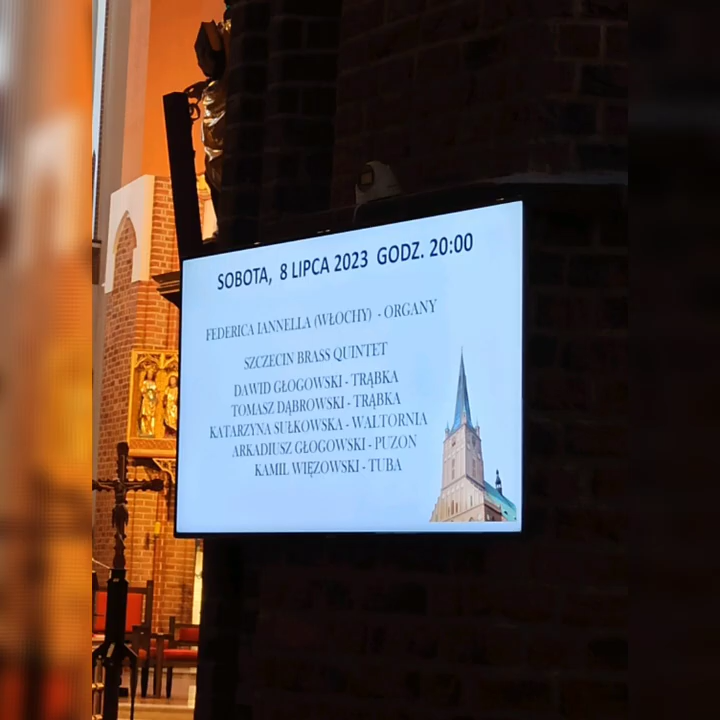 SOBOTA, 8 LIPCA 2023 GODZ. 20:00
FEDERICA IANNELLA (WŁOCHY) - ORGANY
SZCZECIN BRASS QUINTET
DAWID GŁOGOWSKI - TRĄBKA
TOMASZ DĄBROWSKI - TRĄBKA
KATARZYNA SUŁKOWSKA - WALTORNIA
ARKADIUSZ GŁOGOWSKI - PUZON
KAMIL WIĘZOWSKI - TUBA